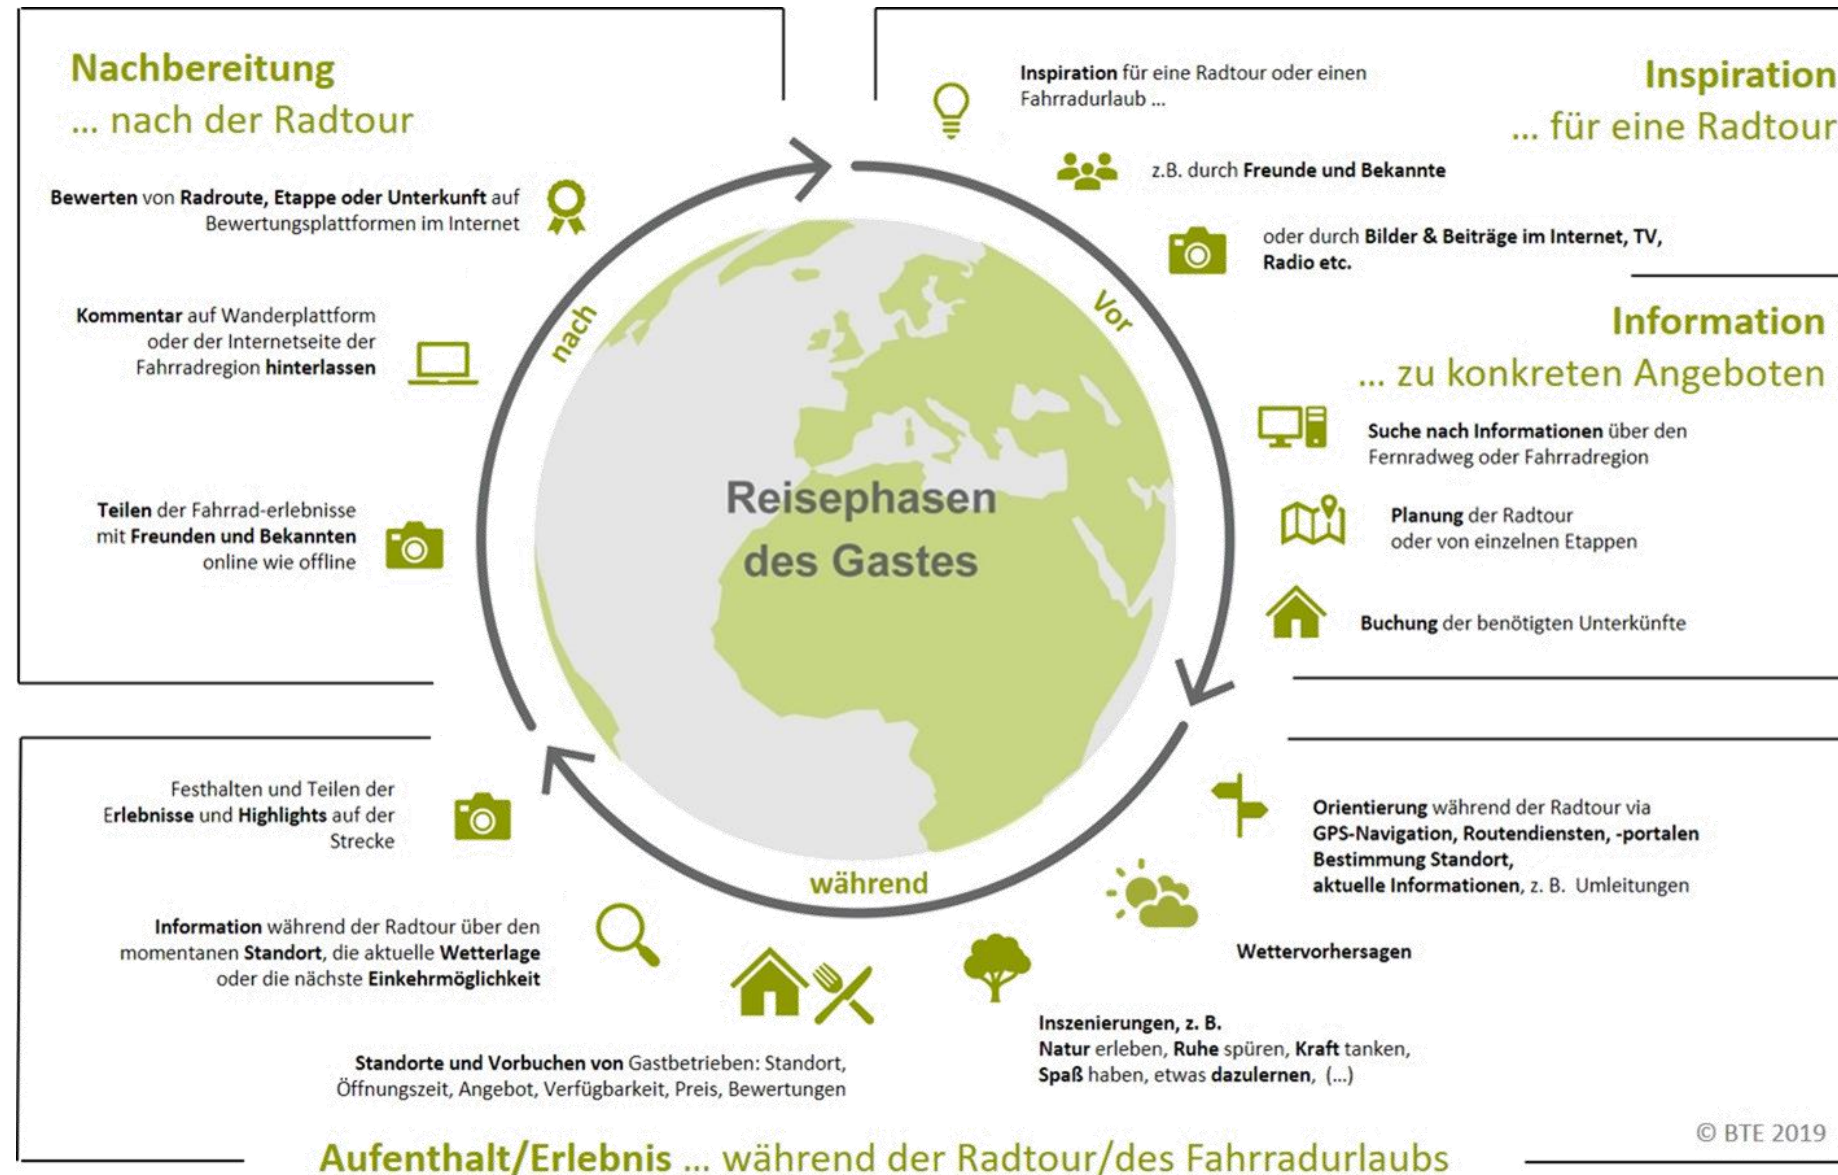 Nachbereitung
... nach der Radtour
Bewerten von Radroute, Etappe oder Unterkunft auf
Bewertungsplattformen im Internet
Kommentar auf Wanderplattform
oder der Internetseite der
Fahrradregion hinterlassen
Teilen der Fahrrad-erlebnisse
mit Freunden und Bekannten
online wie offline
Inspiration
... für eine Radtour
Inspiration für eine Radtour oder einen
Fahrradurlaub ...
z.B. durch Freunde und Bekannte
oder durch Bilder & Beiträge im Internet, TV,
Radio etc.
Information
... zu konkreten Angeboten
Suche nach Informationen über den
Fernradweg oder Fahrradregion
Planung der Radtour
oder von einzelnen Etappen
Buchung der benötigten Unterkünfte
nach
Vor
während
Reisephasen
des Gastes
Orientierung während der Radtour via
GPS-Navigation, Routendiensten, -portalen
Bestimmung Standort,
aktuelle Informationen, z. B. Umleitungen
Wettervorhersagen
Inszenierungen, z. B.
Natur erleben, Ruhe spüren, Kraft tanken,
Spaß haben, etwas dazulernen, (...)
Standorte und Vorbuchen von Gastbetrieben: Standort,
Öffnungszeit, Angebot, Verfügbarkeit, Preis, Bewertungen
Information während der Radtour über den
momentanen Standort, die aktuelle Wetterlage
oder die nächste Einkehrmöglichkeit
Festhalten und Teilen der
Erlebnisse und Highlights auf der
Strecke
Aufenthalt/Erlebnis ... während der Radtour/des Fahrradurlaubs
© BTE 2019